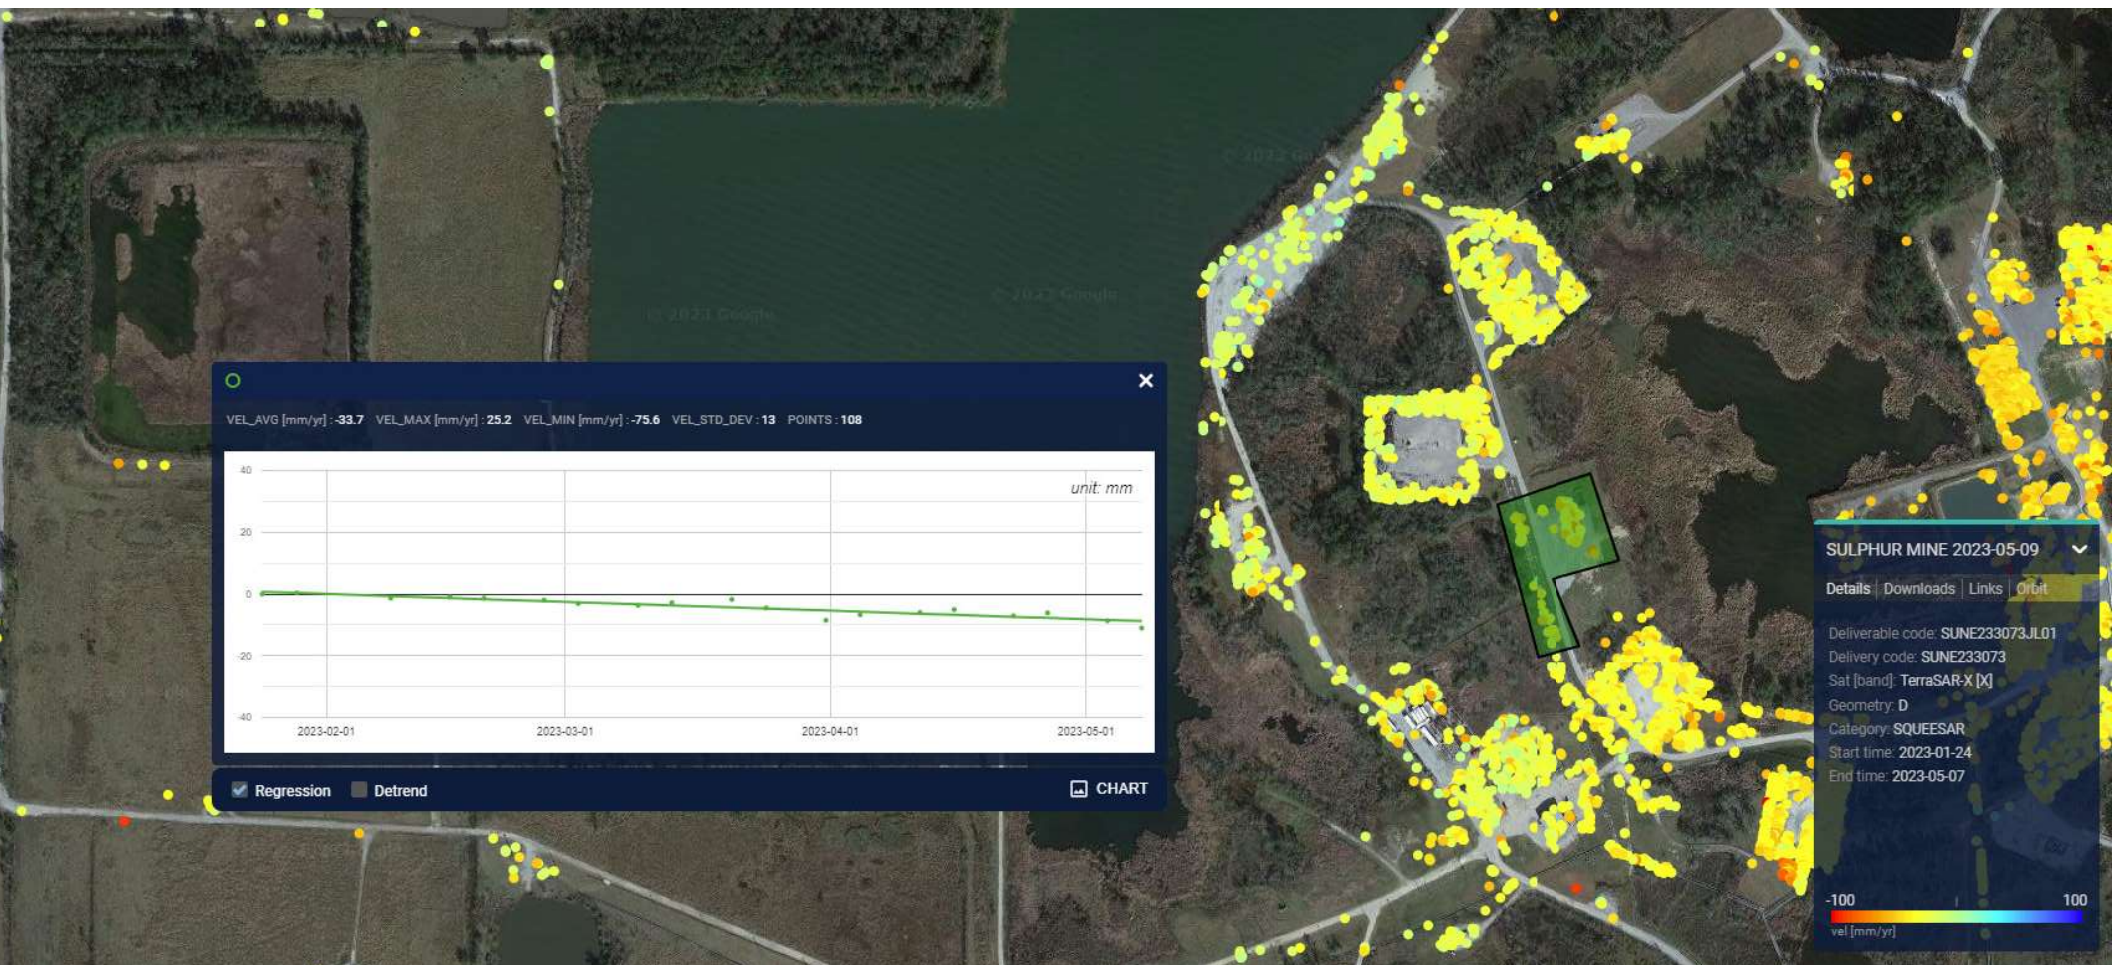 © 2023 Google
© 2023 Google
VEL_AVG [mm/yr] : -33.7 VEL_MAX [mm/yr] : 25.2 VEL_MIN [mm/yr] : -75.6 VEL_STD_DEV : 13 POINTS : 108
unit: mm
40
20
0
-20
-40
2023-02-01 2023-03-01 2023-04-01 2023-05-01
Regression Detrend CHART
SULPHUR MINE 2023-05-09
Details Downloads Links Orbit
Deliverable code: SUNE233073JL01
Delivery code: SUNE233073
Sat [band]: TerraSAR-X [X]
Geometry: D
Category: SQUEESAR
Start time: 2023-01-24
End time: 2023-05-07
-100 100
vel [mm/yr]